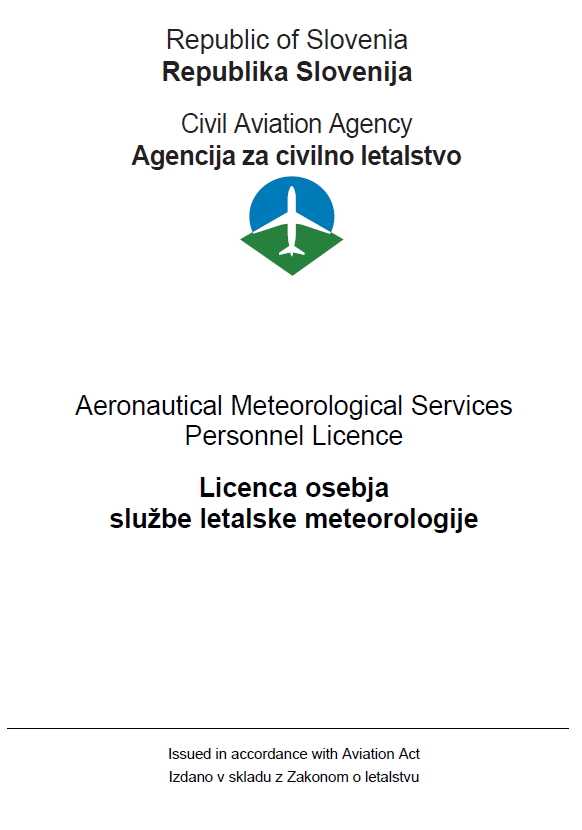 Republic of Slovenia
Republika Slovenija
Civil Aviation Agency
Agencija za civilno letalstvo
Aeronautical Meteorological Services
Personnel Licence
Licenca osebja
službe letalske meteorologije
Issued in accordance with Aviation Act
Izdano v skladu z Zakonom o letalstvu